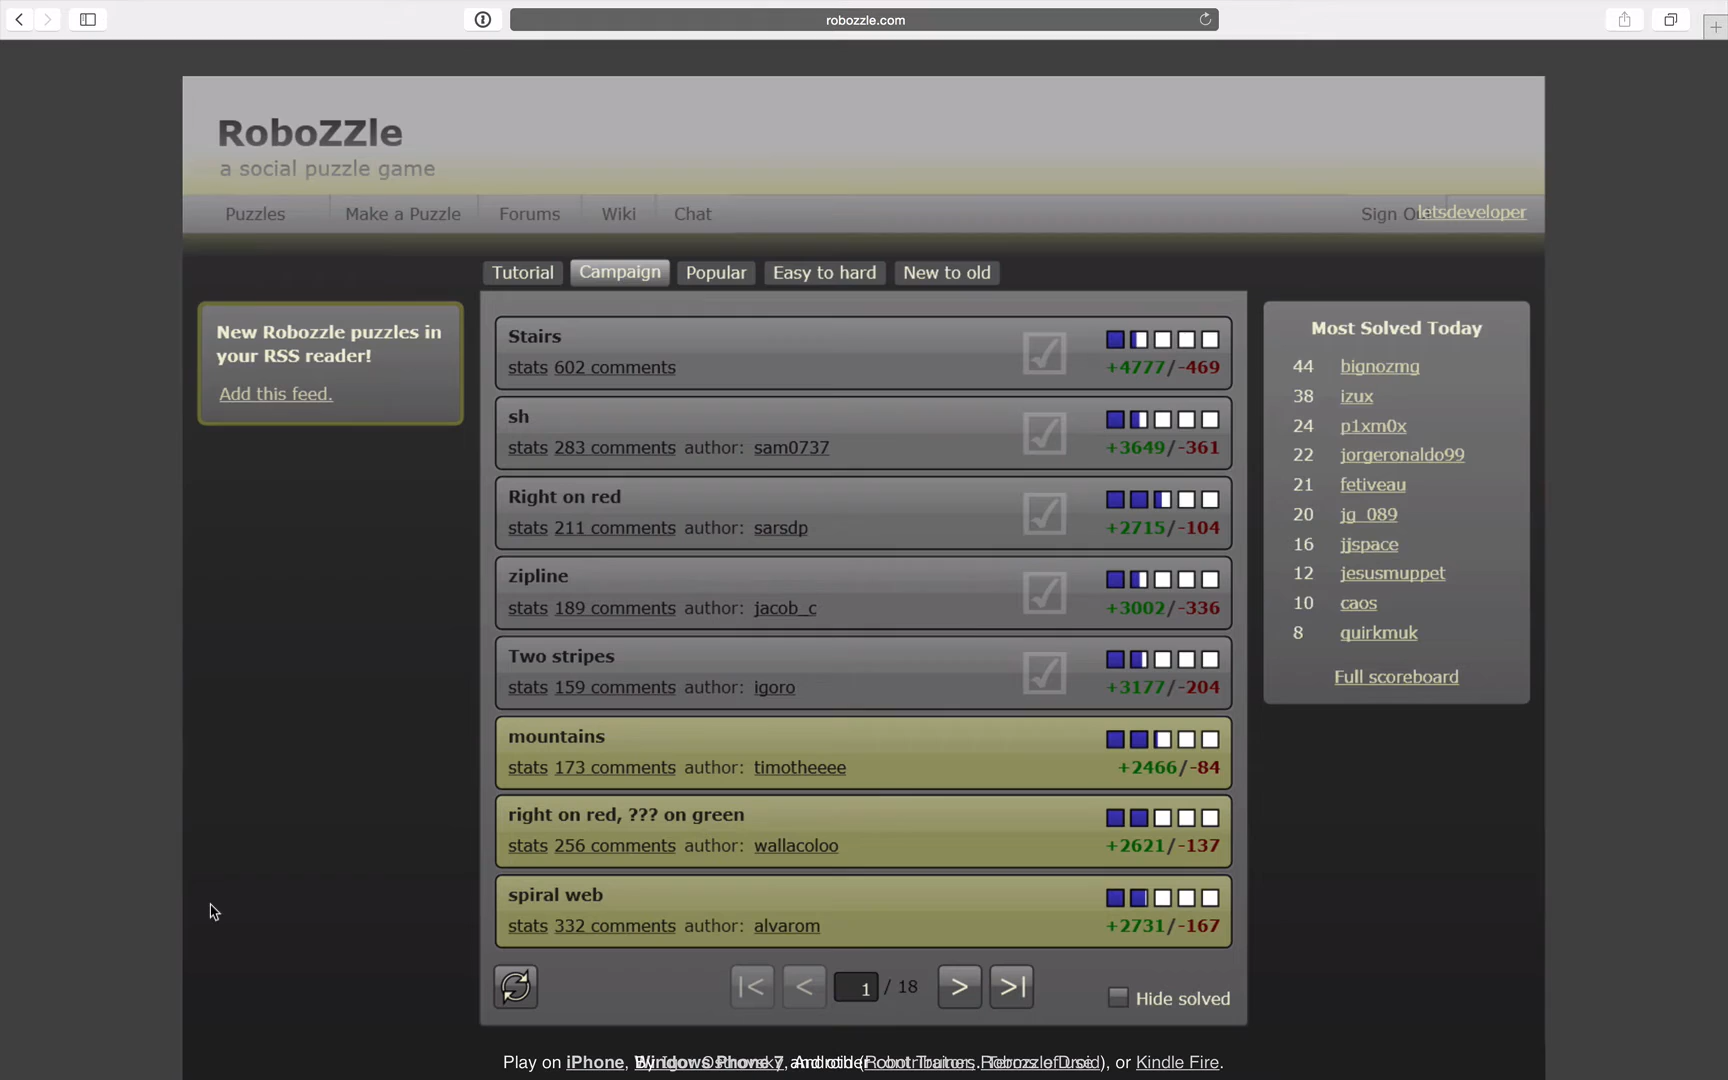 robozzle.com
RoboZZle
a social puzzle game
Puzzles Make a Puzzle Forums Wiki Chat Sign letsdeveloper
Tutorial Campaign Popular Easy to hard New to old
New Robozzle puzzles in
your RSS reader!
Add this feed.
Stairs
stats 602 comments +4777/-469
sh
stats 283 comments author: sam0737 +3649/-361
Right on red
stats 211 comments author: sarsdp +2715/-104
zipline
stats 189 comments author: jacob_c +3002/-336
Two stripes
stats 159 comments author: igoro +3177/-204
mountains
stats 173 comments author: timotheeee +2466/-84
right on red, ??? on green
stats 256 comments author: wallacoloo +2621/-137
spiral web
stats 332 comments author: alvarom +2731/-167
|< < 1 / 18 > >| Hide solved
Most Solved Today
44 bignozmg
38 izux
24 p1xm0x
22 jorgeronaldo99
21 fetiveau
20 jg_089
16 jjspace
12 jesusmuppet
10 caos
8 quirkmuk
Full scoreboard
Play on iPhone, Windows Phone 7, or Kindle Fire.